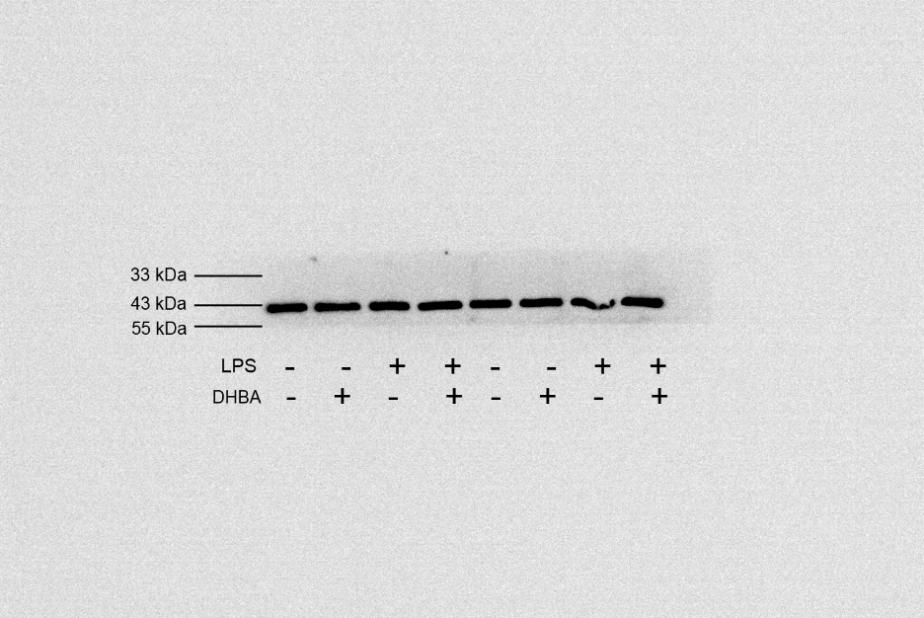 33 kDa
43 kDa
55 kDa
LPS - - + + - - + +
DHBA - + - + - + - +